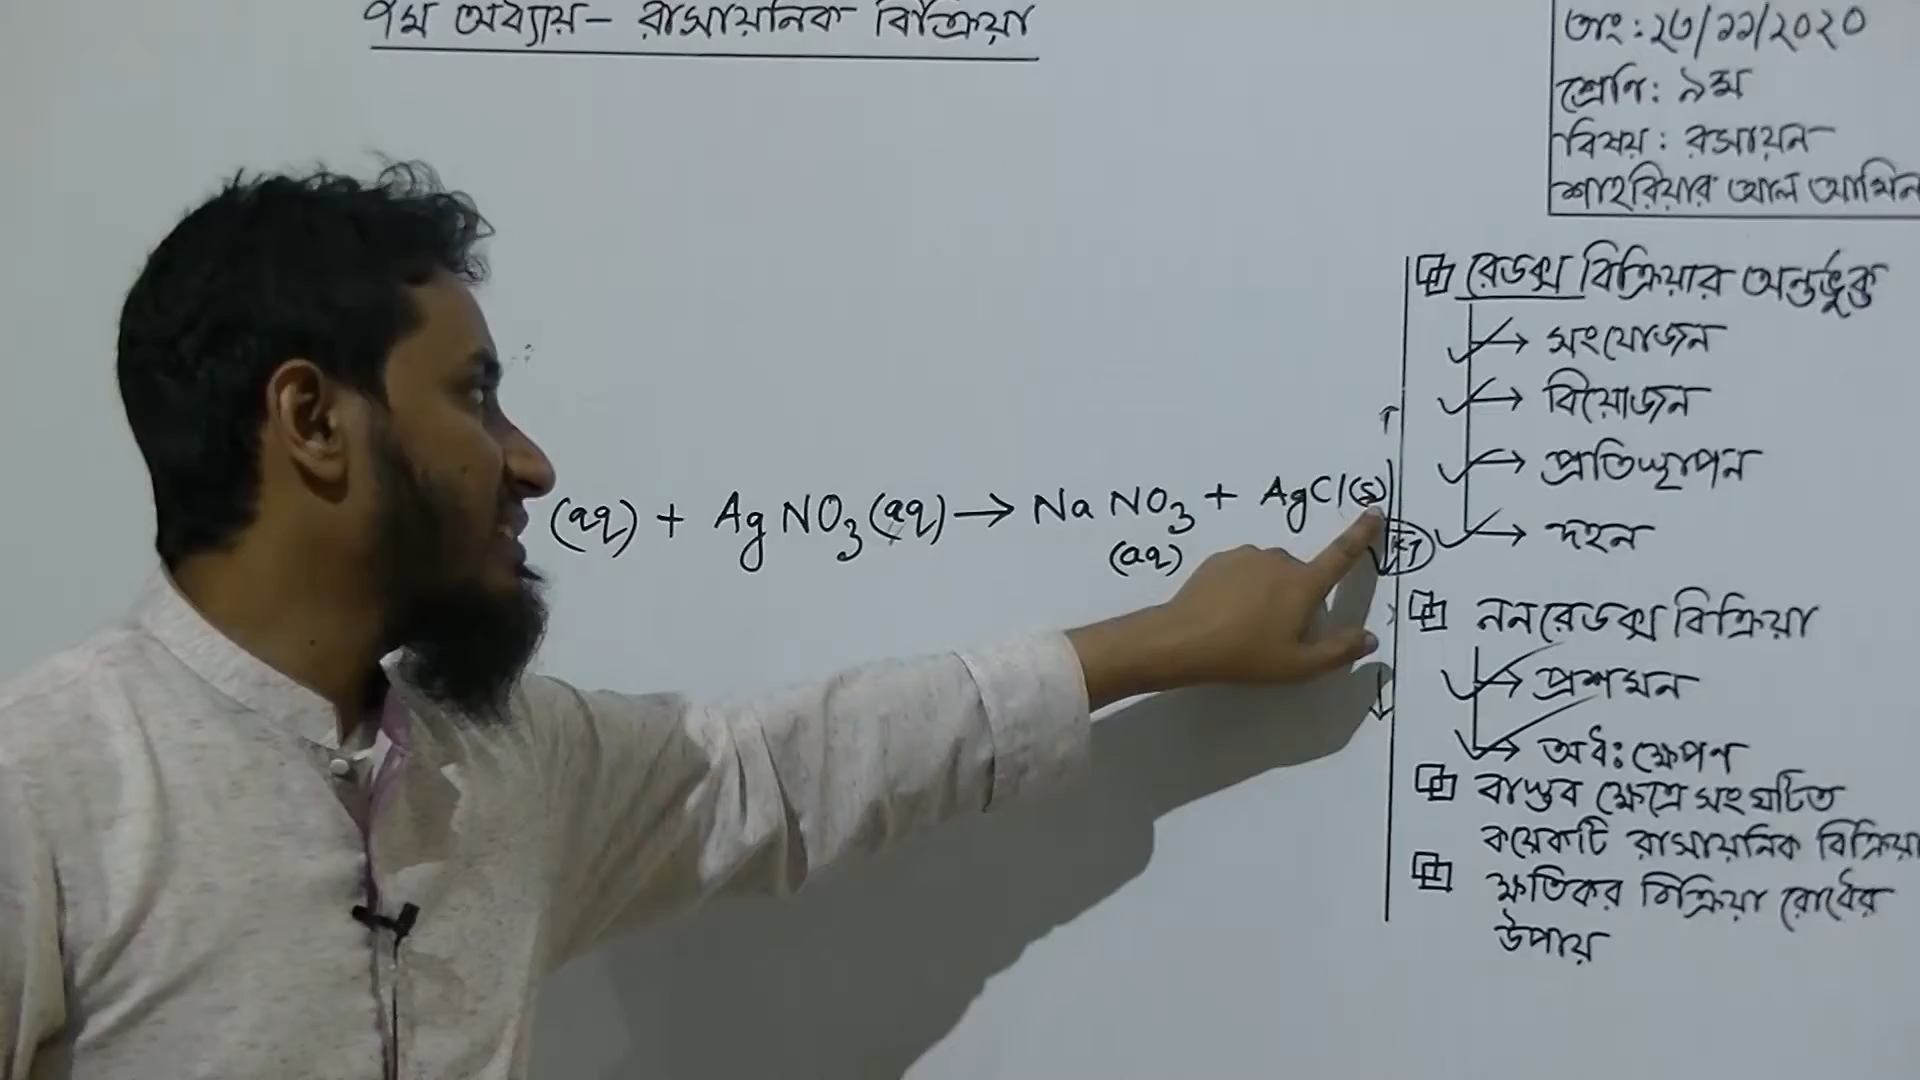 ৭ম অধ্যায়- রাসায়নিক বিক্রিয়া
তাং: ২৩/১১/২০২০
শ্রেণি: ৯ম
বিষয়: রসায়ন
শাহরিয়ার আল আমিন
(aq) + AgNO₃(aq) → NaNO₃ + AgCl(s)
(aq)
রেডক্স বিক্রিয়ার অন্তর্ভুক্ত
→ সংযোজন
→ বিয়োজন
→ প্রতিস্থাপন
→ দহন
ননরেডক্স বিক্রিয়া
→ প্রশমন
→ অধঃক্ষেপণ
বাস্তব ক্ষেত্রে সংঘটিত
কয়েকটি রাসায়নিক বিক্রিয়া
ক্ষতিকর বিক্রিয়া রোধের
উপায়